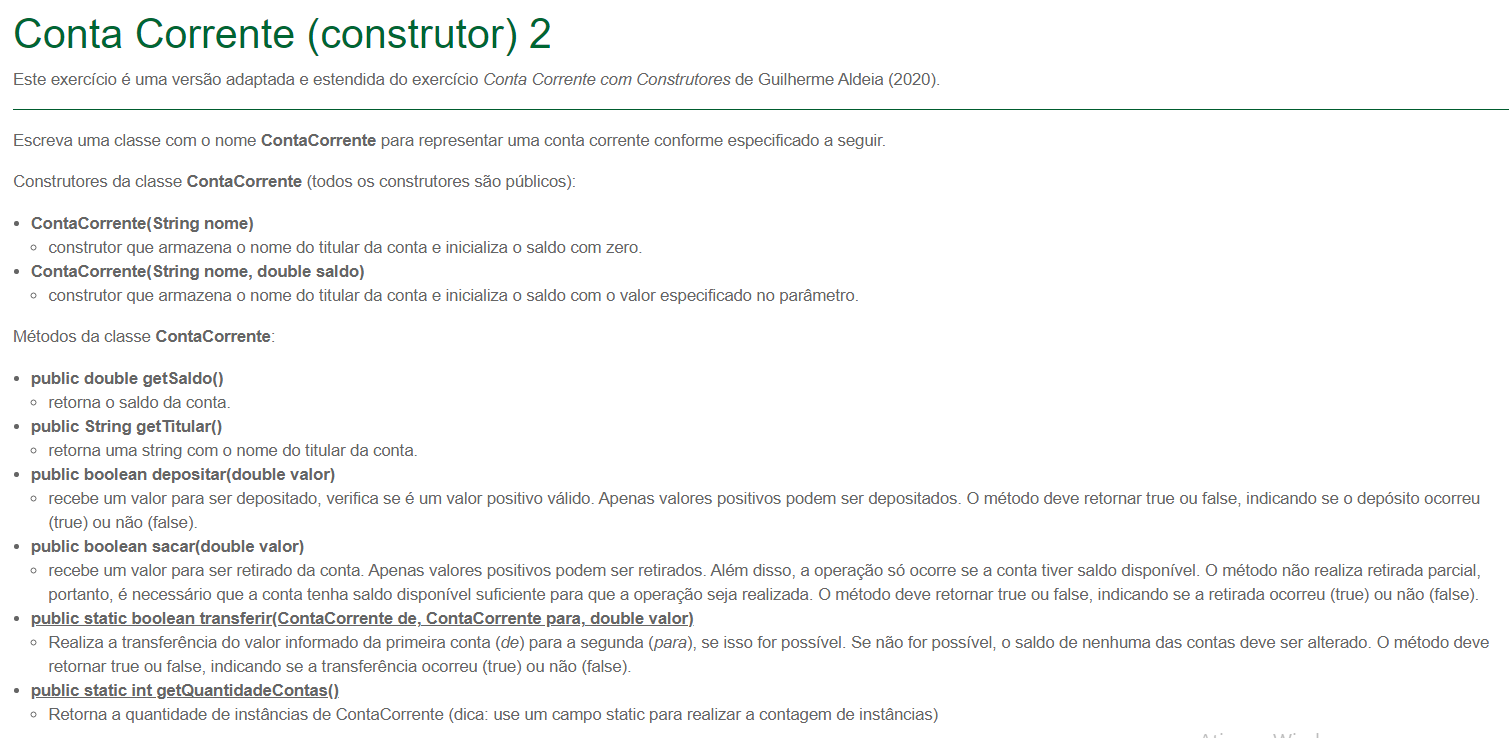 Conta Corrente (construtor) 2
Este exercício é uma versão adaptada e estendida do exercício Conta Corrente com Construtores de Guilherme Aldeia (2020).
Escreva uma classe com o nome ContaCorrente para representar uma conta corrente conforme especificado a seguir.
Construtores da classe ContaCorrente (todos os construtores são públicos):
• ContaCorrente(String nome)
◦ construtor que armazena o nome do titular da conta e inicializa o saldo com zero.
• ContaCorrente(String nome, double saldo)
◦ construtor que armazena o nome do titular da conta e inicializa o saldo com o valor especificado no parâmetro.
Métodos da classe ContaCorrente:
• public double getSaldo()
◦ retorna o saldo da conta.
• public String getTitular()
◦ retorna uma string com o nome do titular da conta.
• public boolean depositar(double valor)
◦ recebe um valor para ser depositado, verifica se é um valor positivo válido. Apenas valores positivos podem ser depositados. O método deve retornar true ou false, indicando se o depósito ocorreu
(true) ou não (false).
• public boolean sacar(double valor)
◦ recebe um valor para ser retirado da conta. Apenas valores positivos podem ser retirados. Além disso, a operação só ocorre se a conta tiver saldo disponível. O método não realiza retirada parcial,
portanto, é necessário que a conta tenha saldo disponível suficiente para que a operação seja realizada. O método deve retornar true ou false, indicando se a retirada ocorreu (true) ou não (false).
• public static boolean transferir(ContaCorrente de, ContaCorrente para, double valor)
◦ Realiza a transferência do valor informado da primeira conta (de) para a segunda (para), se isso for possível. Se não for possível, o saldo de nenhuma das contas deve ser alterado. O método deve
retornar true ou false, indicando se a transferência ocorreu (true) ou não (false).
• public static int getQuantidadeContas()
◦ Retorna a quantidade de instâncias de ContaCorrente (dica: use um campo static para realizar a contagem de instâncias)